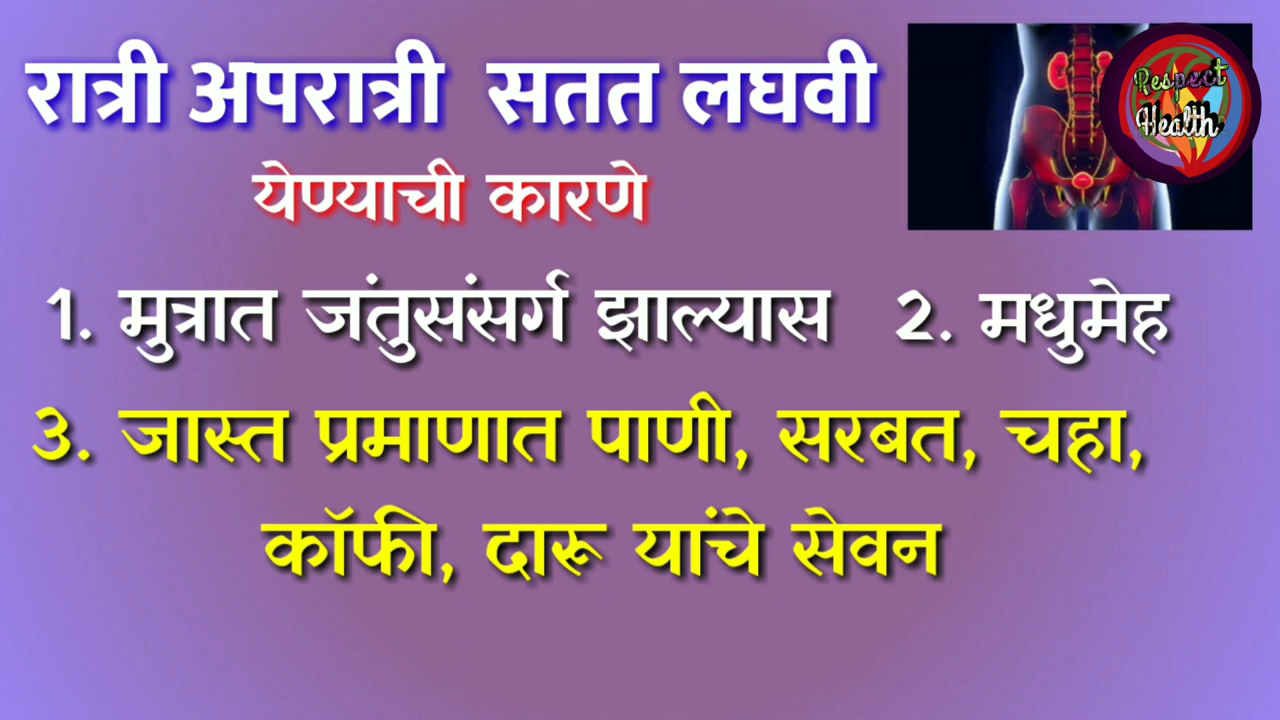 रात्री अपरात्री सतत लघवी
येण्याची कारणे
Respect
Health
1. मुत्रात जंतुसंसर्ग झाल्यास 2. मधुमेह
3. जास्त प्रमाणात पाणी, सरबत, चहा,
कॉफी, दारू यांचे सेवन